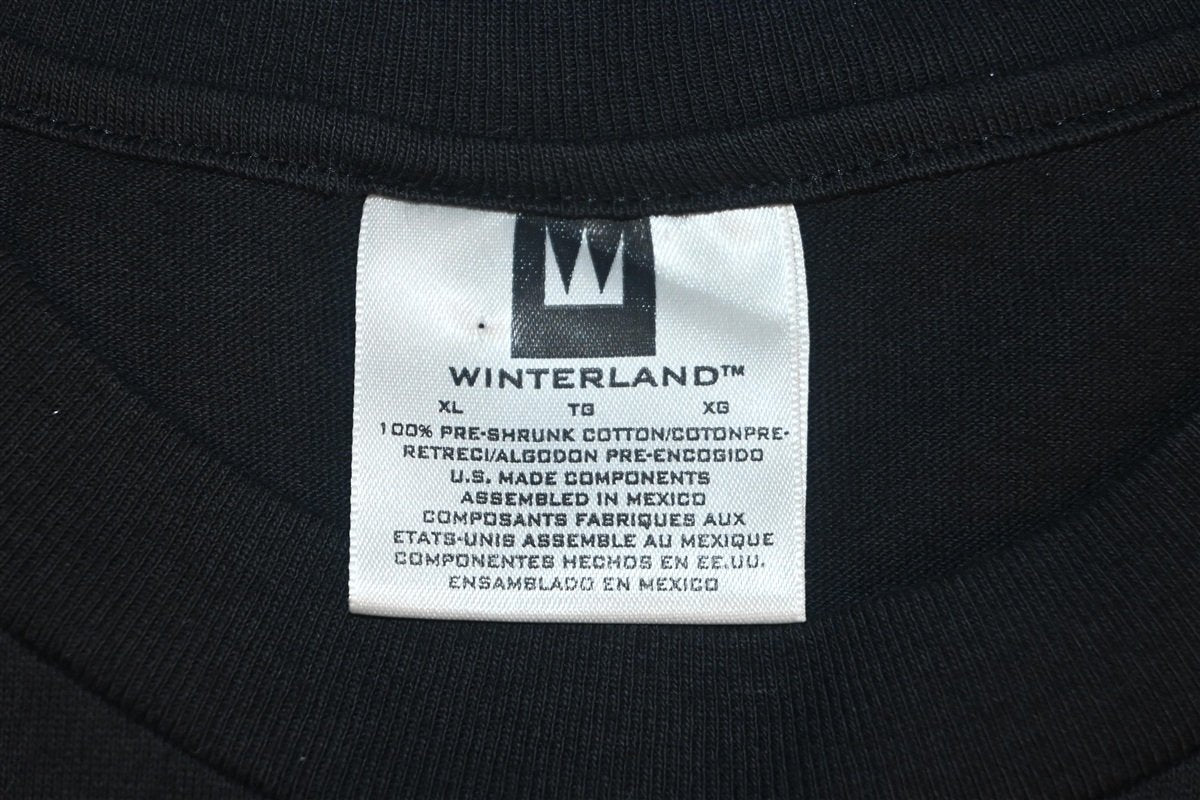 WINTERLAND™
XL TG XG
100% PRE-SHRUNK COTTON/COTONPRE-
RETRECI/ALGODON PRE-ENCOGIDO
U.S. MADE COMPONENTS
ASSEMBLED IN MEXICO
COMPOSANTS FABRIQUES AUX
ETATS-UNIS ASSEMBLE AU MEXIQUE
COMPONENTES HECHOS EN EE.UU.
ENSAMBLADO EN MEXICO